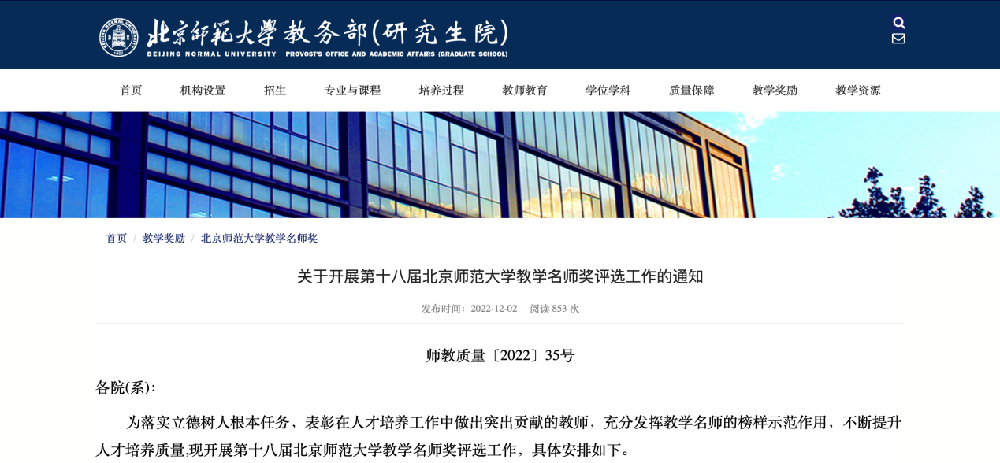 北京师范大学 教务部(研究生院)
BEIJING NORMAL UNIVERSITY PROVOST'S OFFICE AND ACADEMIC AFFAIRS (GRADUATE SCHOOL)
首页 机构设置 招生 专业与课程 培养过程 教师教育 学位学科 质量保障 教学奖励 教学资源
首页 / 教学奖励 / 北京师范大学教学名师奖
关于开展第十八届北京师范大学教学名师奖评选工作的通知
发布时间：2022-12-02 阅读 853 次
师教质量〔2022〕35号
各院(系)：
为落实立德树人根本任务，表彰在人才培养工作中做出突出贡献的教师，充分发挥教学名师的榜样示范作用，不断提升
人才培养质量,现开展第十八届北京师范大学教学名师奖评选工作，具体安排如下。